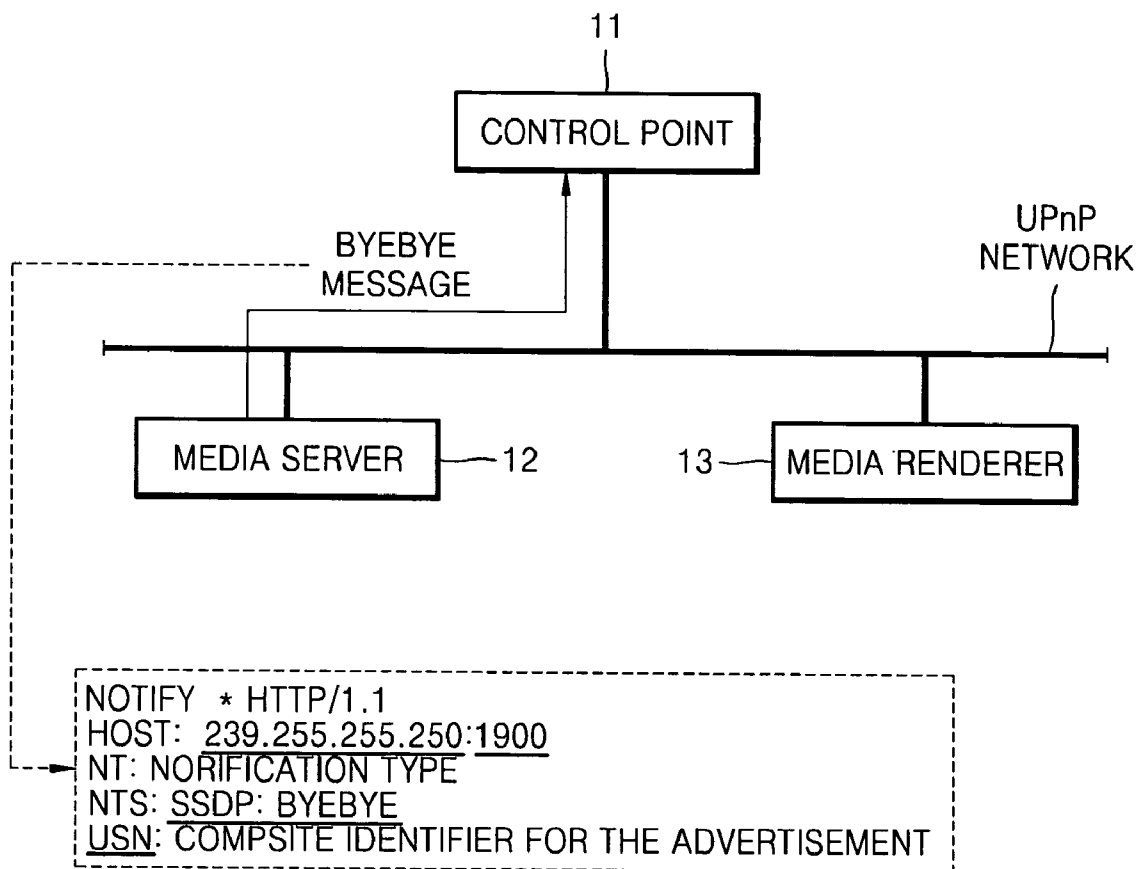 11
CONTROL POINT
UPnP
NETWORK
BYEBYE
MESSAGE
MEDIA SERVER
12
13
MEDIA RENDERER
NOTIFY * HTTP/1.1
HOST: 239.255.255.250:1900
NT: NORIFICATION TYPE
NTS: SSDP: BYEBYE
USN: COMPSITE IDENTIFIER FOR THE ADVERTISEMENT